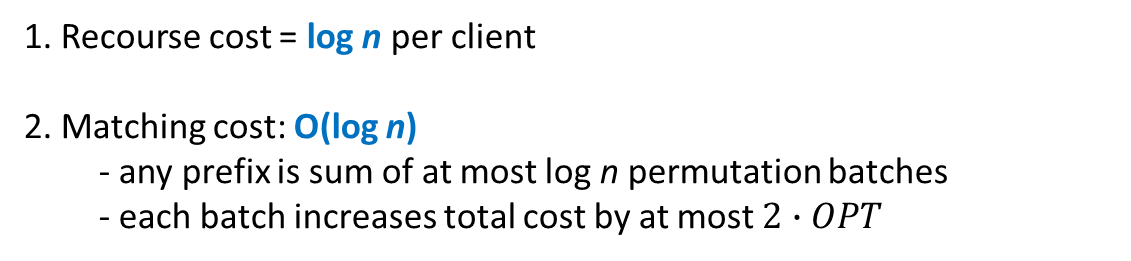 1. Recourse cost = log n per client
2. Matching cost: O(log n)
- any prefix is sum of at most log n permutation batches
- each batch increases total cost by at most 2 · OPT